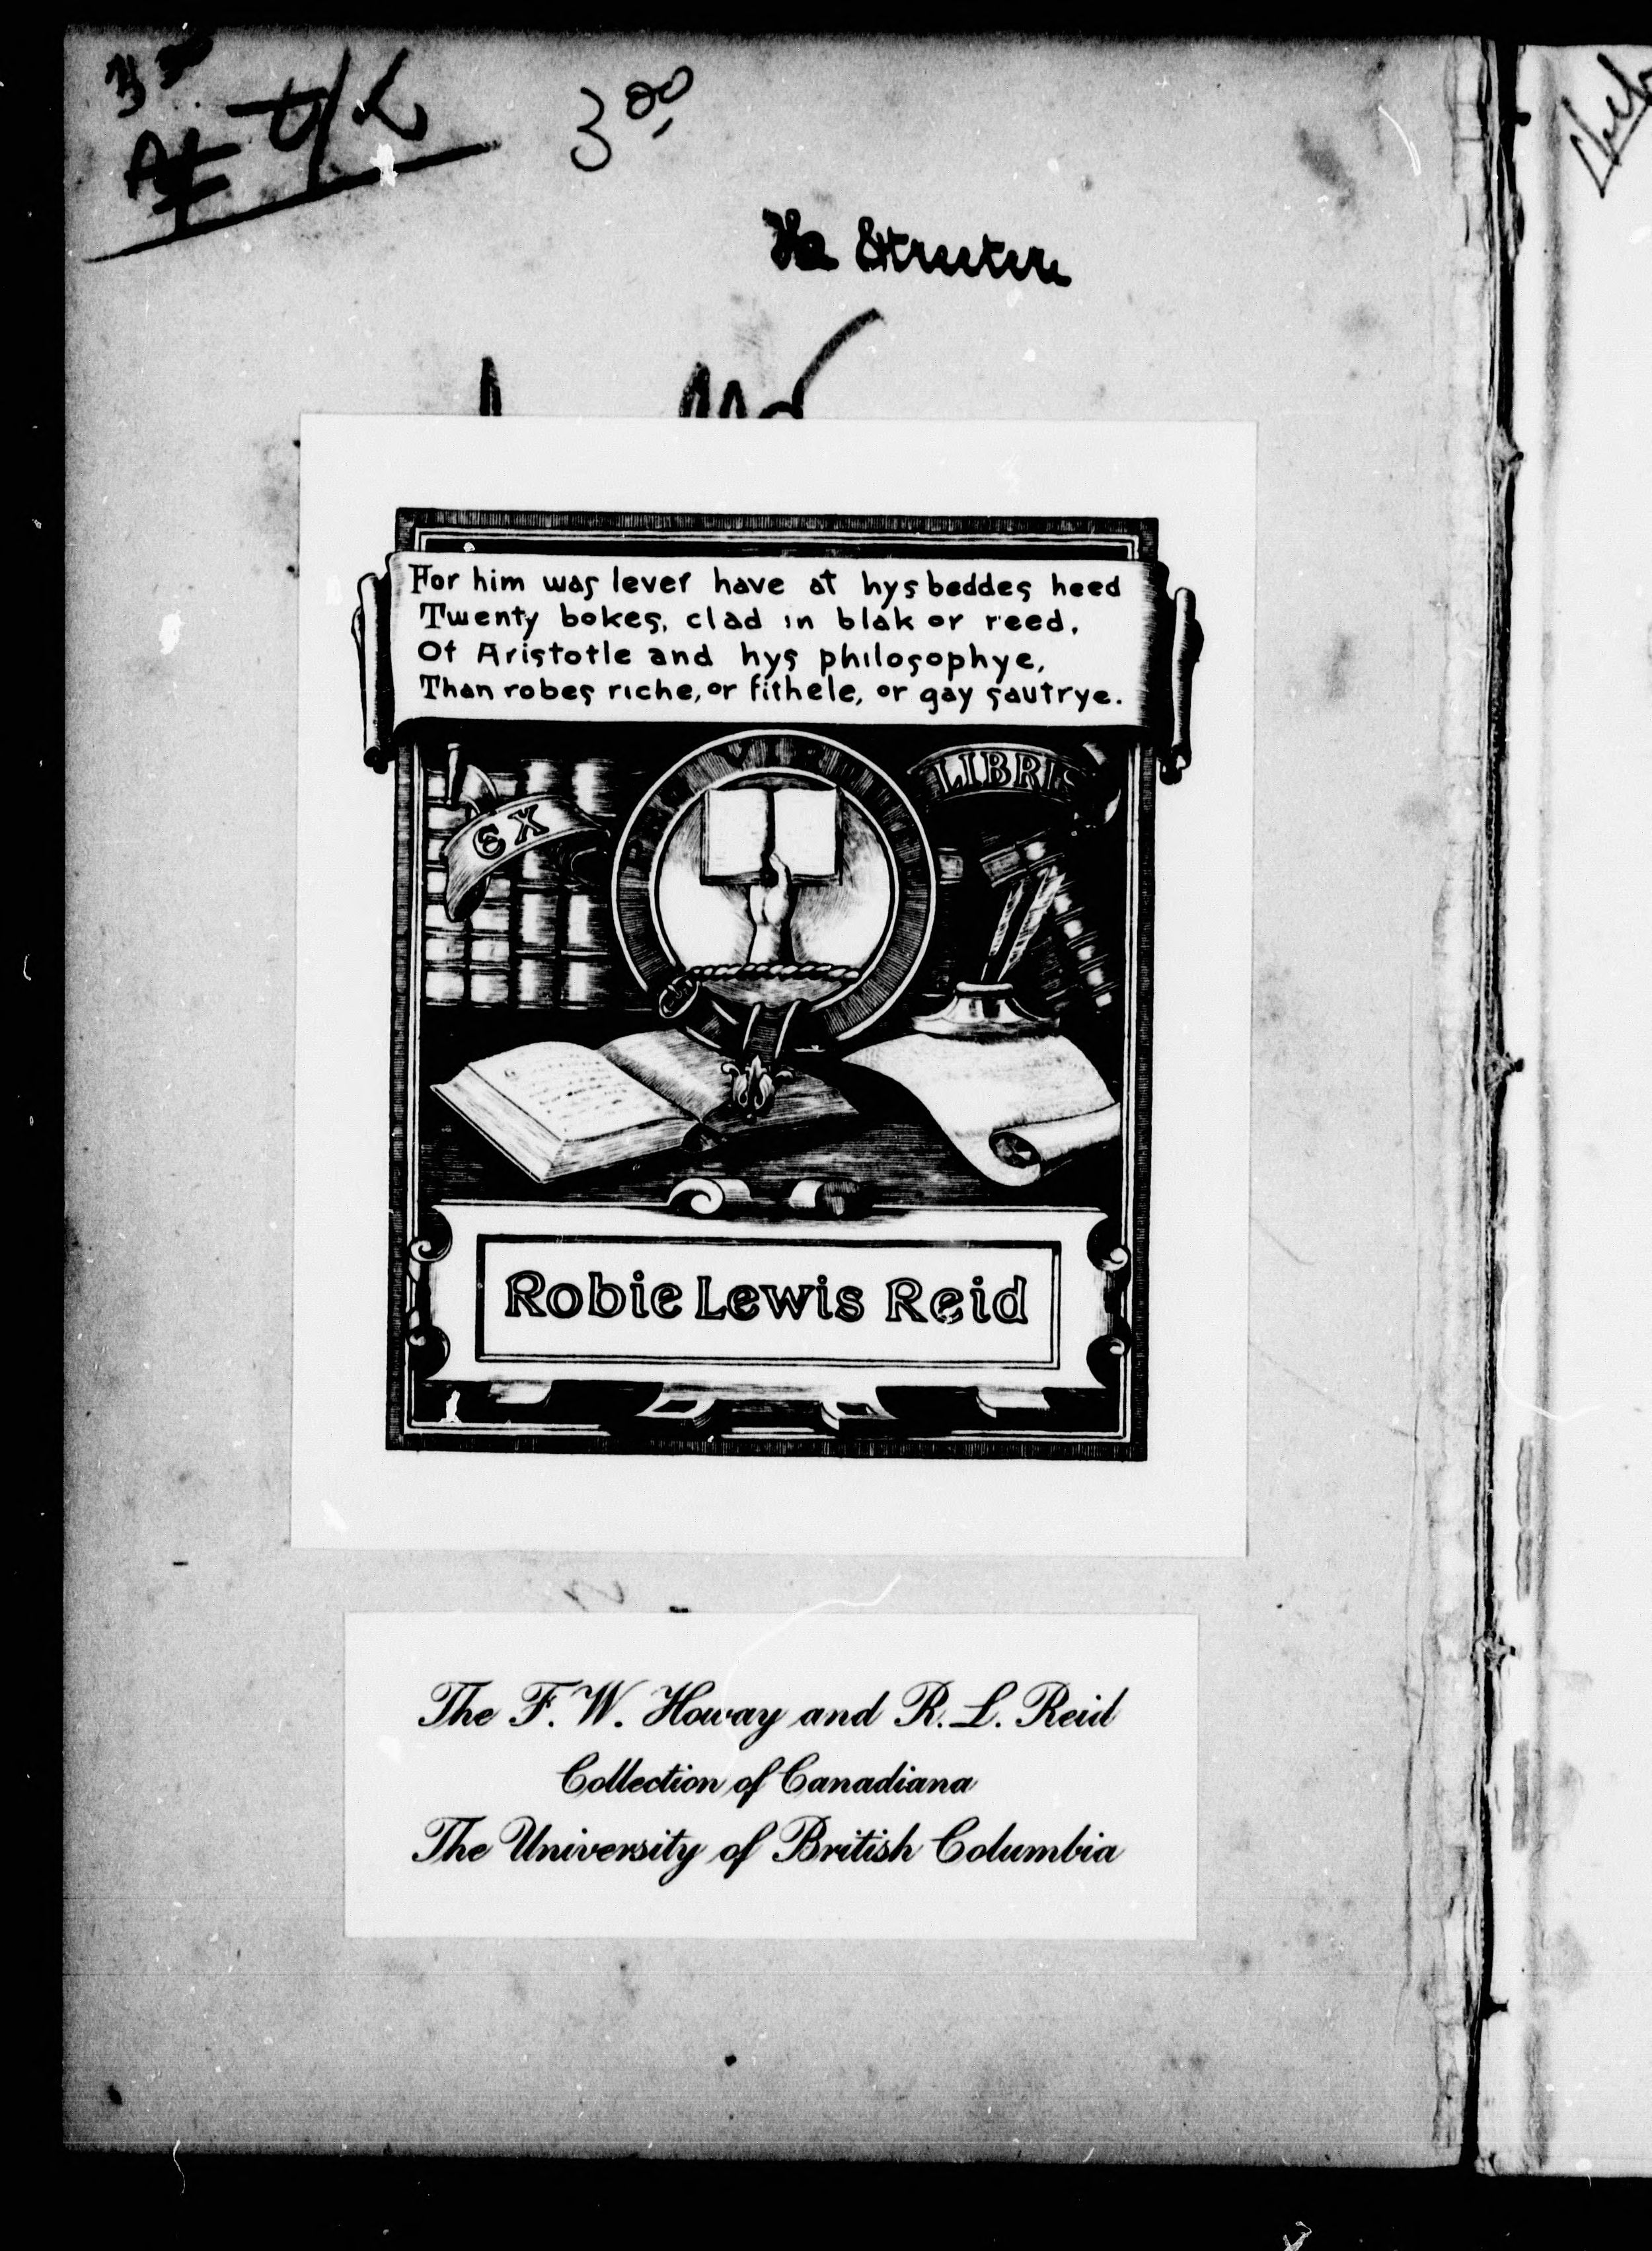 3 00
For him was lever have at hys beddes heed
Twenty bokes, clad in blak or reed,
Of Aristotle and hys philosophye,
Than robes riche, or fithele, or gay sautrye.
EX
LIBRIS
Robie Lewis Reid
The F. W. Howay and R. L. Reid
Collection of Canadiana
The University of British Columbia